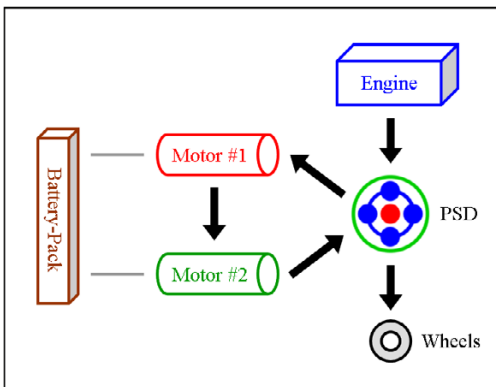 Engine
Motor #1
Battery-Pack
PSD
Motor #2
Wheels